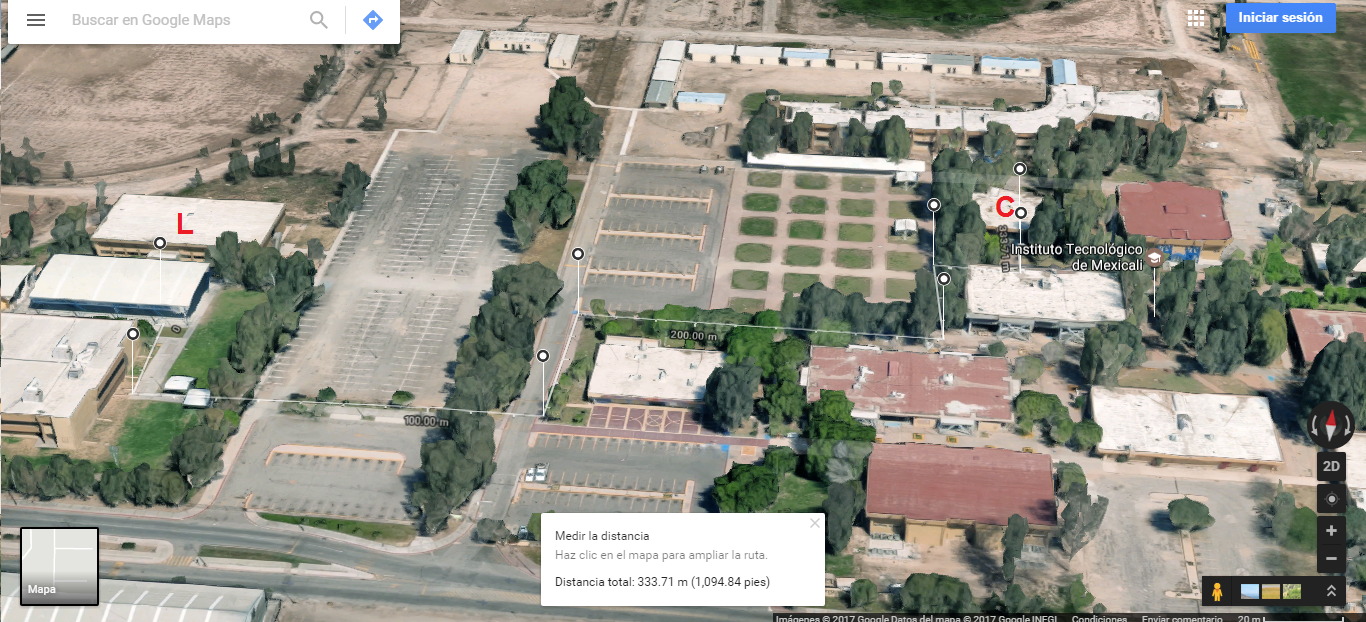 Buscar en Google Maps
Iniciar sesión
L
C
Instituto Tecnológico
de Mexicali
200.00 m
100.00 m
0
2D
Medir la distancia
Haz clic en el mapa para ampliar la ruta.
Distancia total: 333.71 m (1,094.84 pies)
Mapa
Imágenes © 2017 Google Datos del mapa © 2017 Google, INEGI Condiciones Enviar comentario 20 m